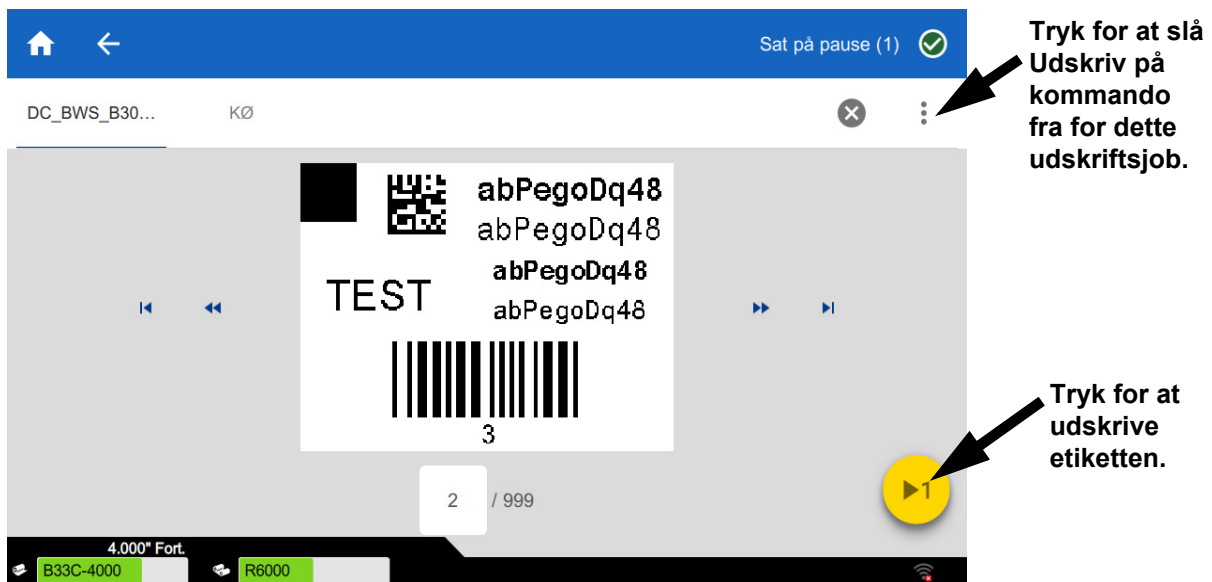 Sat på pause (1)
DC_BWS_B30...
KØ
Tryk for at slå
Udskriv på
kommando
fra for dette
udskriftsjob.
abPegoDq48
abPegoDq48
abPegoDq48
abPegoDq48
TEST
3
2 / 999
1
Tryk for at
udskrive
etiketten.
4.000" Fort.
B33C-4000
R6000